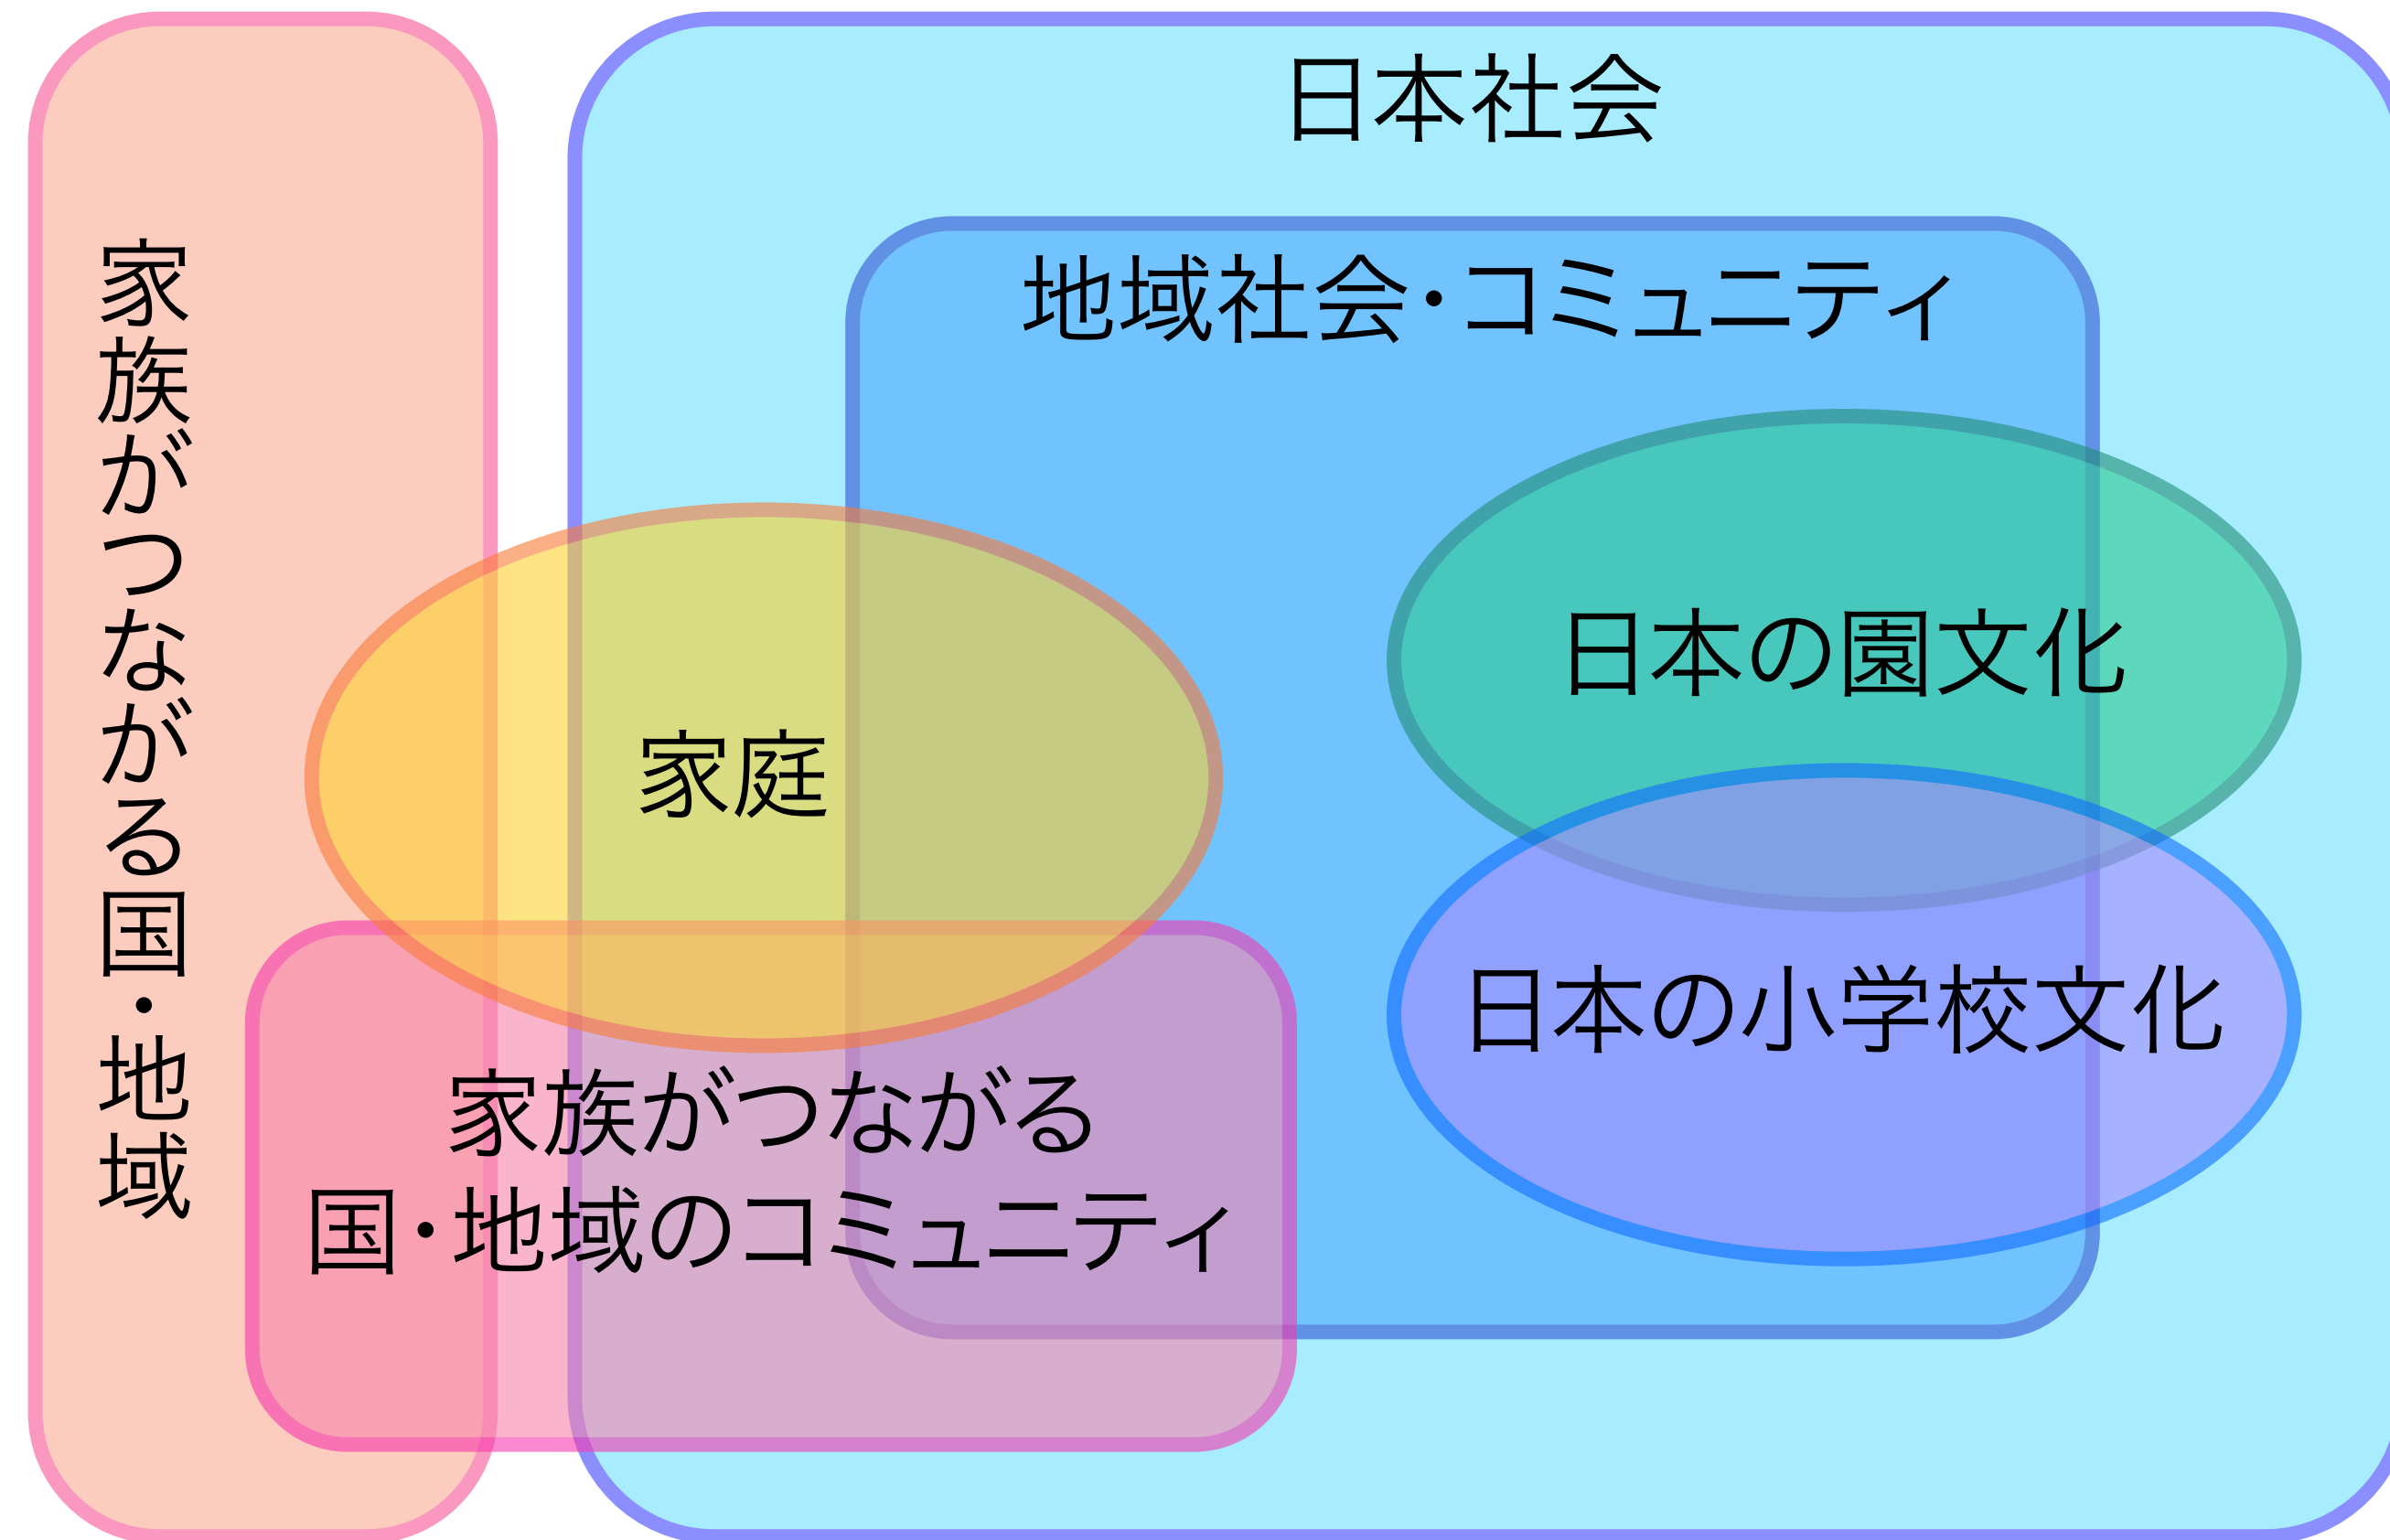 日本社会
地域社会・コミュニティ
家族がつながる国・地域
日本の園文化
家庭
日本の小学校文化
家族がつながる
国・地域のコミュニティ